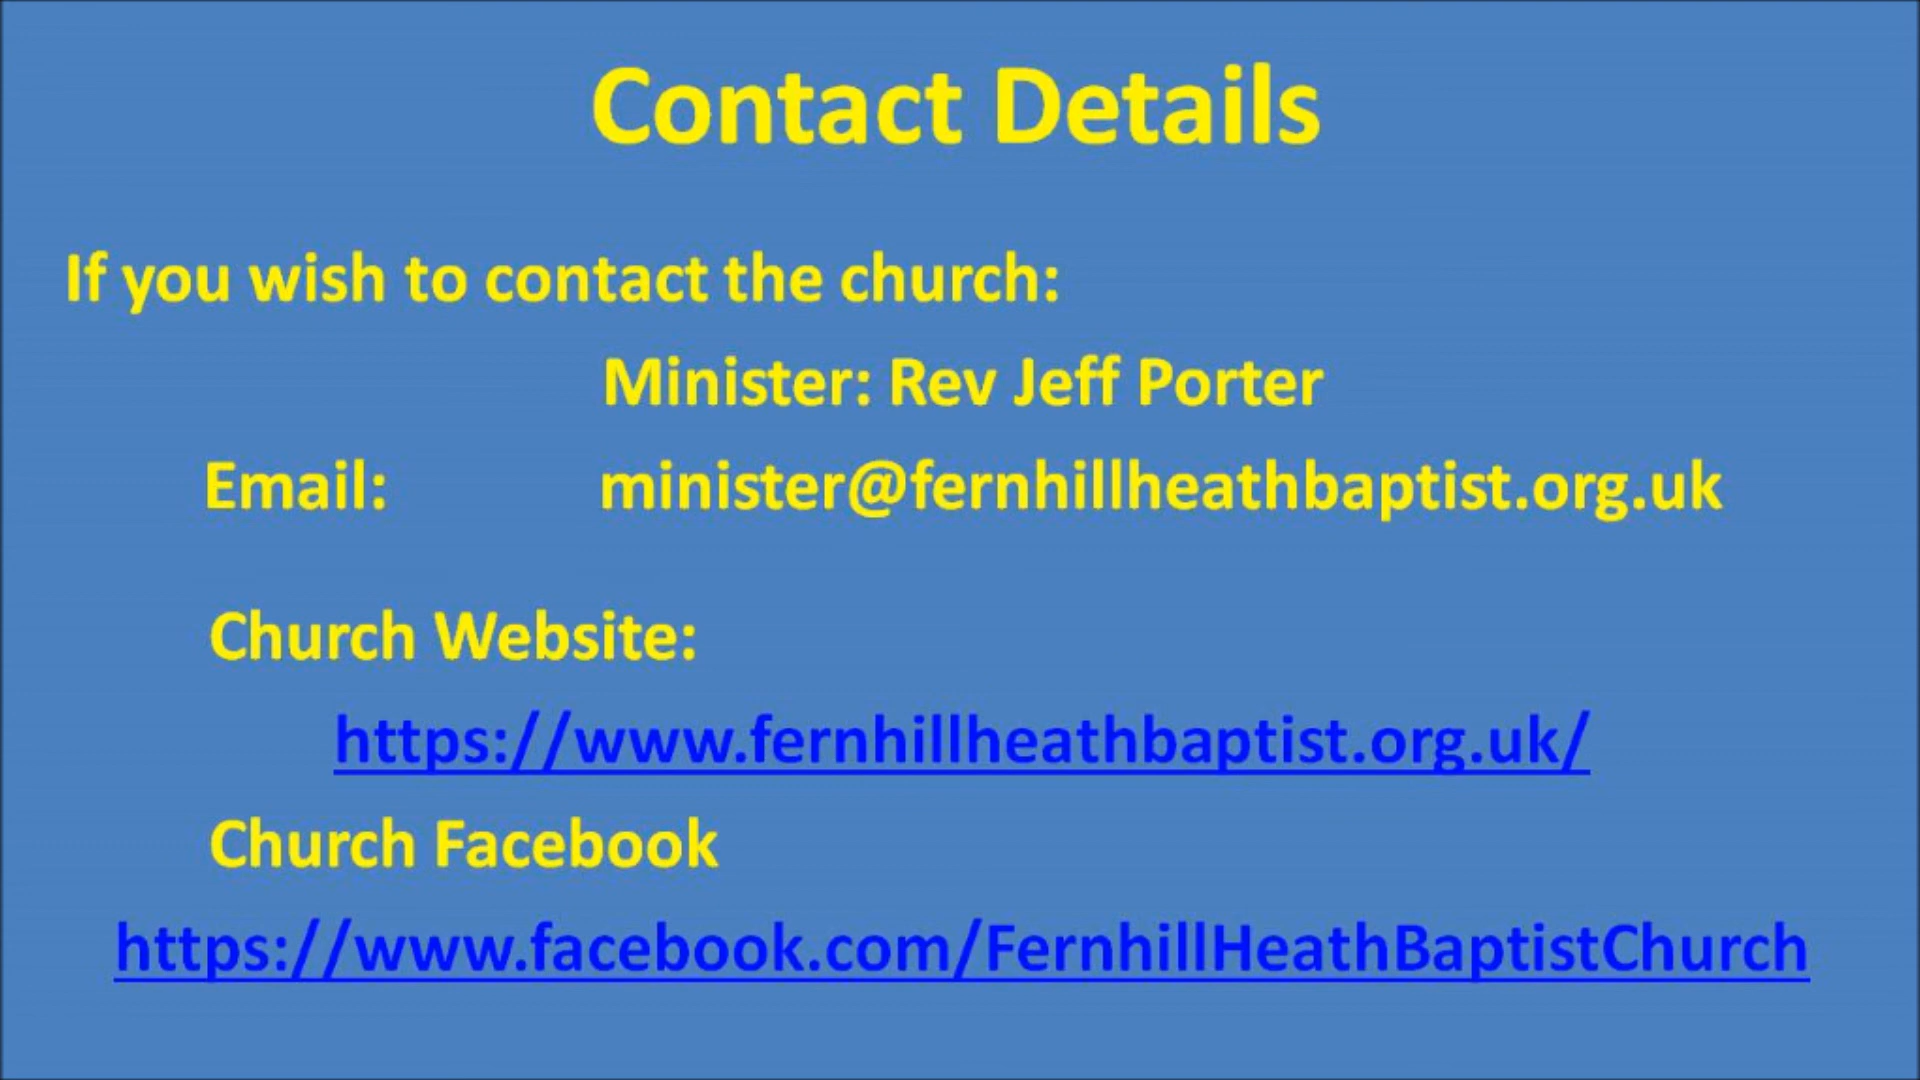 Contact Details
If you wish to contact the church:
Minister: Rev Jeff Porter
Email: minister@fernhillheathbaptist.org.uk
Church Website:
https://www.fernhillheathbaptist.org.uk/
Church Facebook
https://www.facebook.com/FernhillHeathBaptistChurch